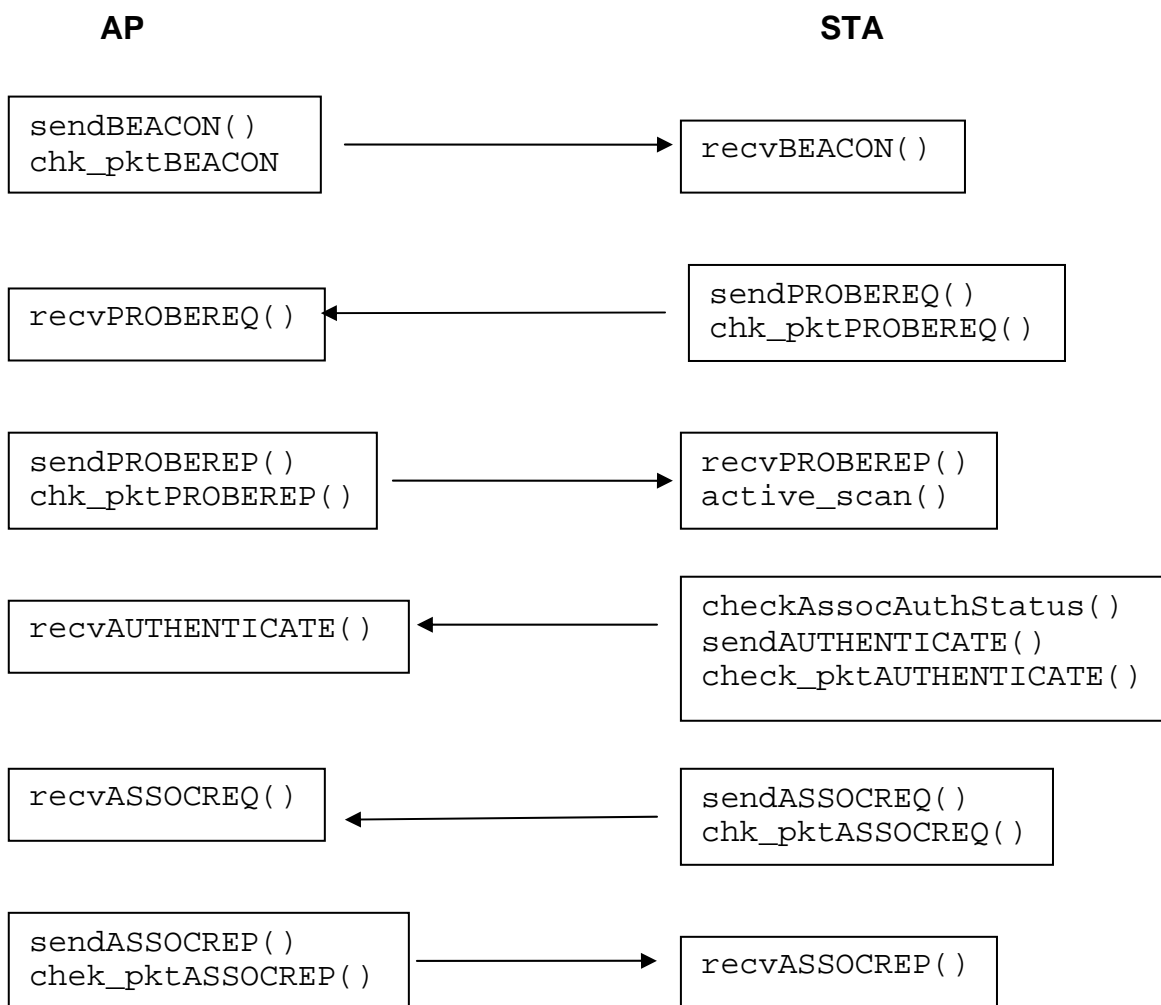 AP
STA
sendBEACON()
chk_pktBEACON
recvBEACON()
recvPROBEREQ()
sendPROBEREQ()
chk_pktPROBEREQ()
sendPROBEREP()
chk_pktPROBEREP()
recvPROBEREP()
active_scan()
recvAUTHENTICATE()
checkAssocAuthStatus()
sendAUTHENTICATE()
check_pktAUTHENTICATE()
recvASSOCREQ()
sendASSOCREQ()
chk_pktASSOCREQ()
sendASSOCREP()
chek_pktASSOCREP()
recvASSOCREP()